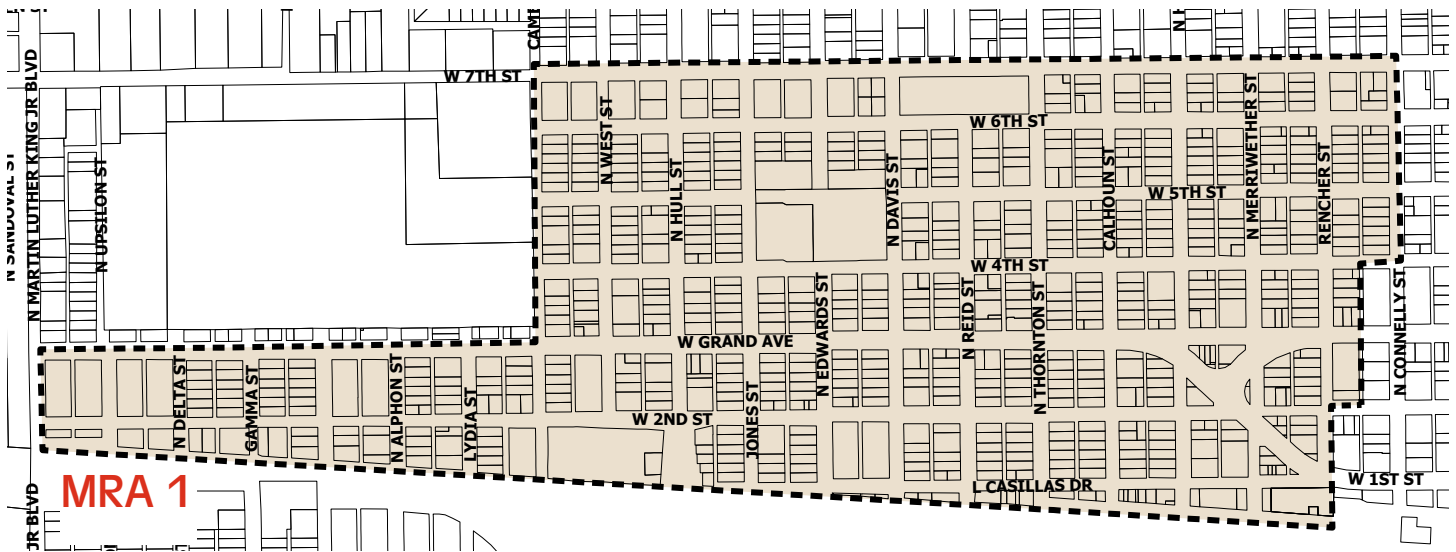 W 7TH ST
N MARTIN LUTHER KING JR BLVD
N SANDOVAL ST
N UPSILON ST
N WEST ST
N HULL ST
W 6TH ST
N DAVIS ST
CALHOUN ST
W 5TH ST
N MERRIWETHER ST
RENCHER ST
W 4TH ST
N EDWARDS ST
N REID ST
N THORNTON ST
N CONNELLY ST
W GRAND AVE
N DELTA ST
GAMMA ST
N ALPHON ST
LYDIA ST
W 2ND ST
JONES ST
L CASILLAS DR
W 1ST ST
MRA 1
JR BLVD